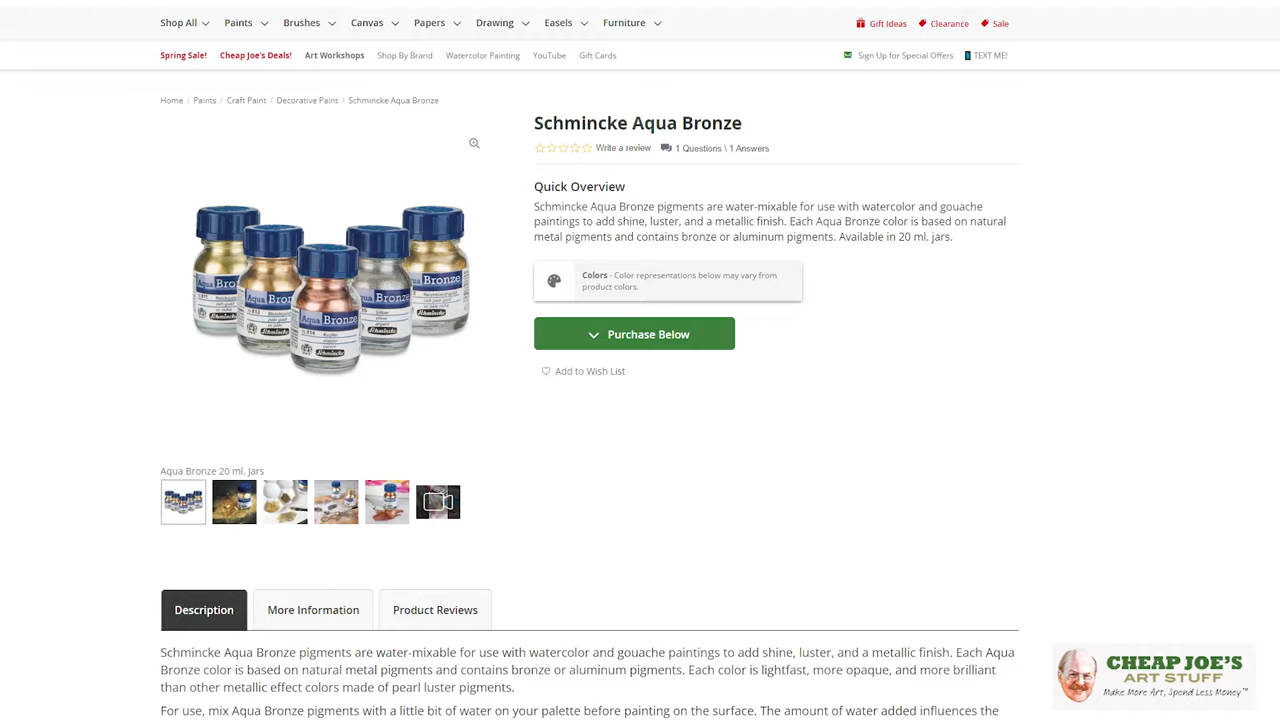 Shop All Paints Brushes Canvas Papers Drawing Easels Furniture Gift Ideas Clearance Sale
Spring Sale! Cheap Joe's Deals! Art Workshops Shop By Brand Watercolor Painting YouTube Gift Cards Sign Up for Special Offers TEXT ME!
Home / Paints / Craft Paint / Decorative Paint / Schmincke Aqua Bronze
Schmincke Aqua Bronze
Write a review 1 Questions \ 1 Answers
Quick Overview
Schmincke Aqua Bronze pigments are water-mixable for use with watercolor and gouache
paintings to add shine, luster, and a metallic finish. Each Aqua Bronze color is based on natural
metal pigments and contains bronze or aluminum pigments. Available in 20 ml. jars.
Colors - Color representations below may vary from
product colors.
Purchase Below
Add to Wish List
Aqua Bronze
Schmincke
Aqua Bronze 20 ml. Jars
Description More Information Product Reviews
Schmincke Aqua Bronze pigments are water-mixable for use with watercolor and gouache paintings to add shine, luster, and a metallic finish. Each Aqua
Bronze color is based on natural metal pigments and contains bronze or aluminum pigments. Each color is lightfast, more opaque, and more brilliant
than other metallic effect colors made of pearl luster pigments.
For use, mix Aqua Bronze pigments with a little bit of water on your palette before painting on the surface. The amount of water added influences the
CHEAP JOE'S
ART STUFF
Make More Art, Spend Less Money™